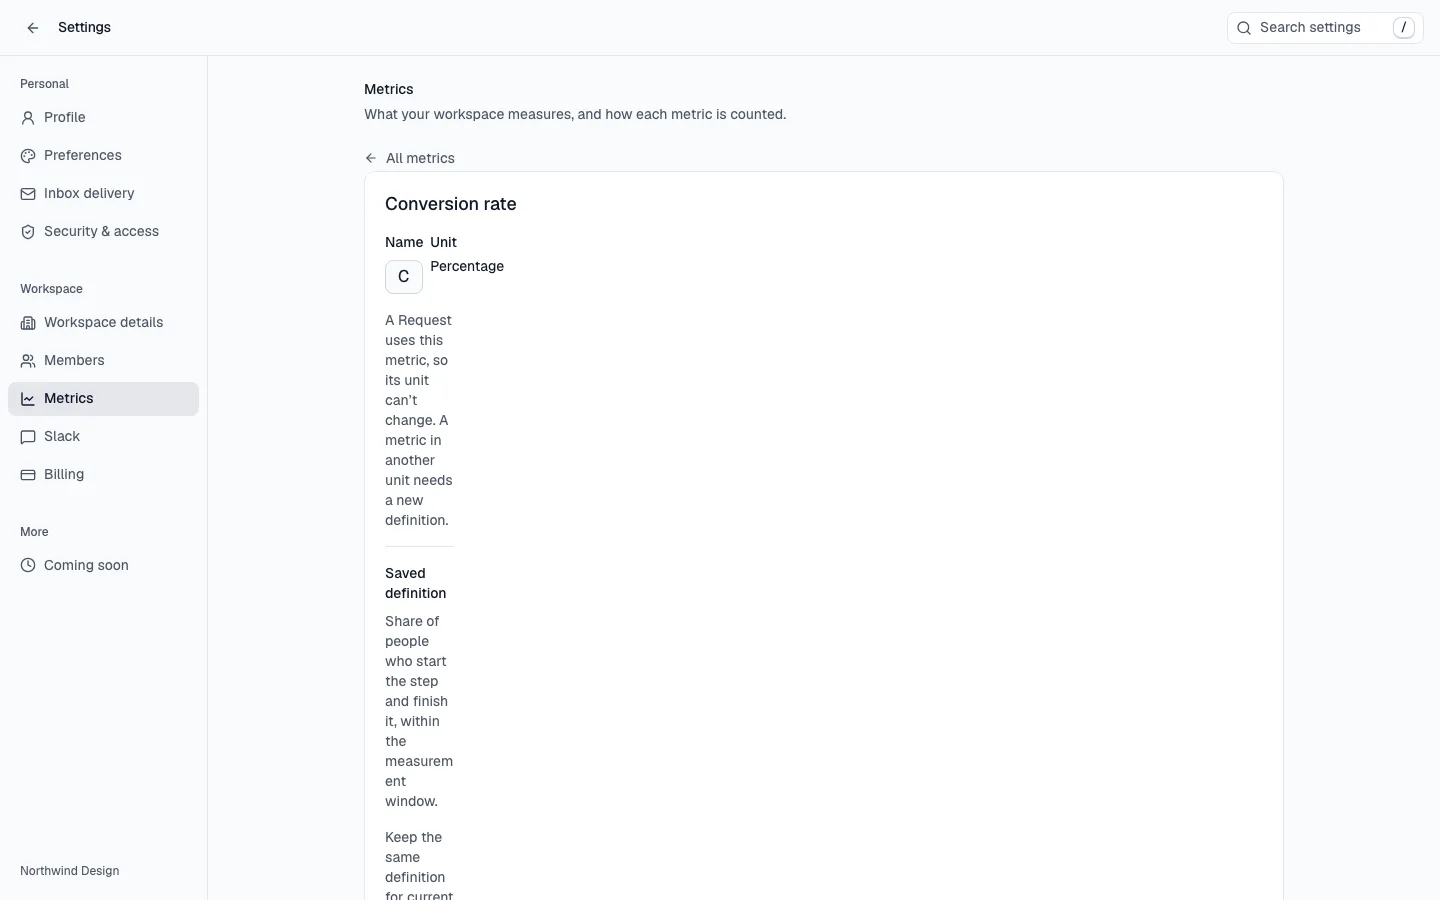 Settings
Search settings
/
Personal
Profile
Preferences
Inbox delivery
Security & access
Workspace
Workspace details
Members
Metrics
Slack
Billing
More
Coming soon
Northwind Design
Metrics
What your workspace measures, and how each metric is counted.
All metrics
Conversion rate
Name Unit
C Percentage
A Request
uses this
metric, so
its unit
can’t
change. A
metric in
another
unit needs
a new
definition.
Saved
definition
Share of
people
who start
the step
and finish
it, within
the
measurem
ent
window.
Keep the
same
definition
for current